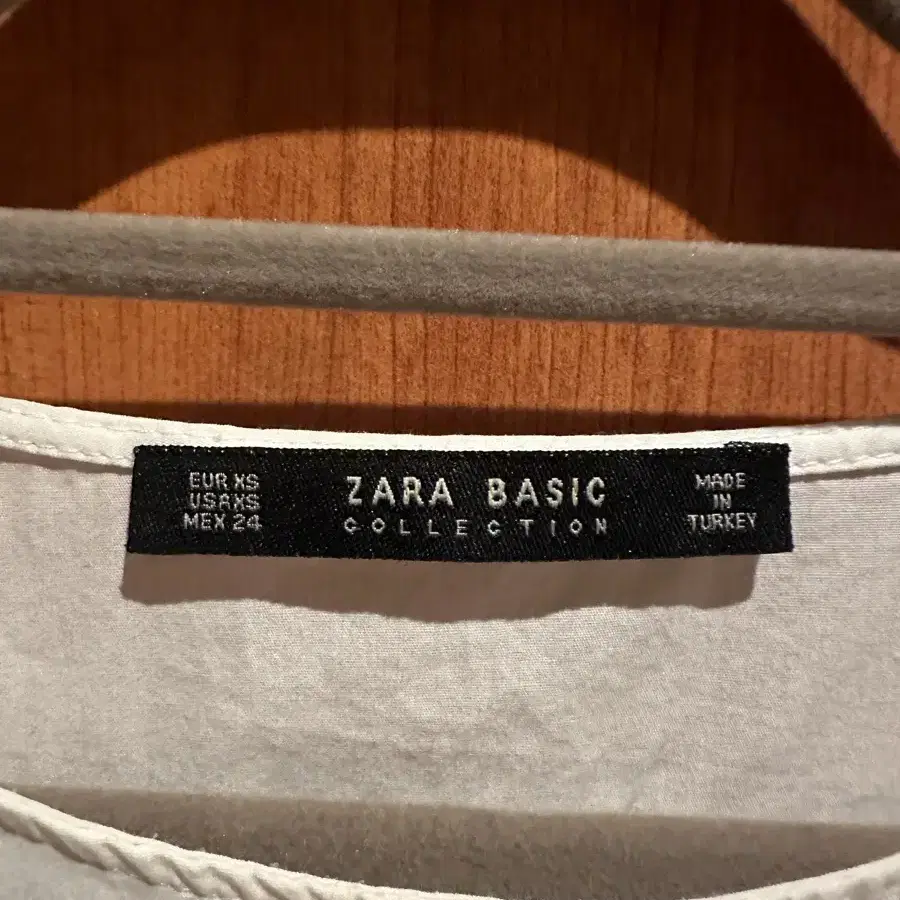 EUR XS
USA XS
MEX 24
ZARA BASIC
COLLECTION
MADE
IN
TURKEY